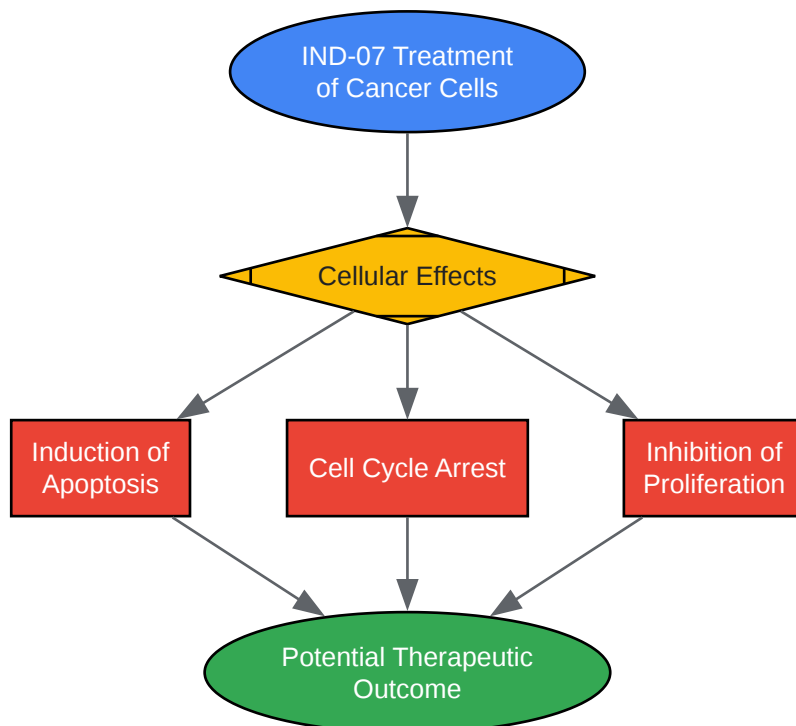 IND-07 Treatment
of Cancer Cells
Cellular Effects
Induction of
Apoptosis
Cell Cycle Arrest
Inhibition of
Proliferation
Potential Therapeutic
Outcome